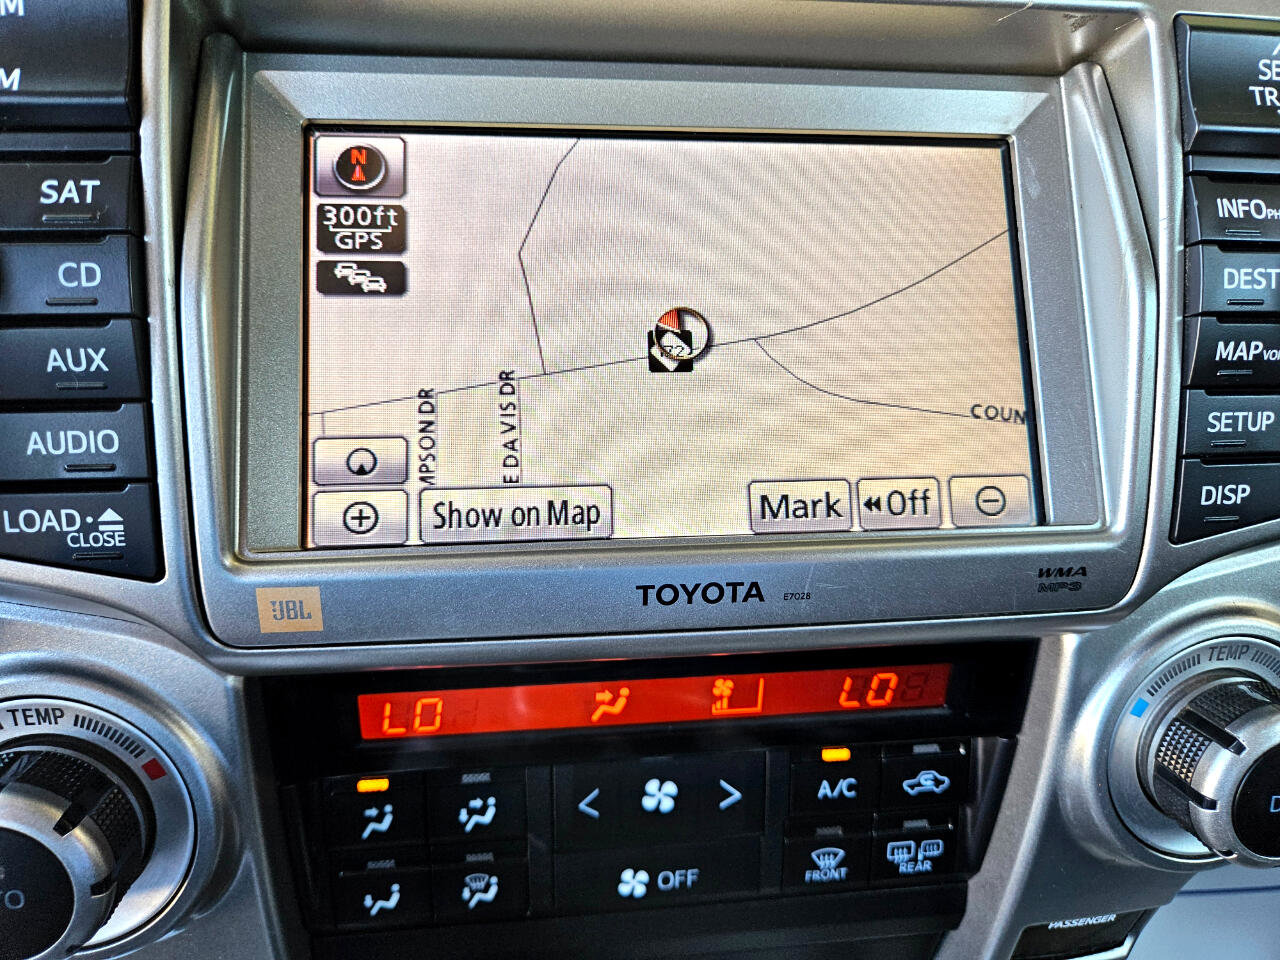 SAT
CD
AUX
AUDIO
LOAD
CLOSE
N
300ft
GPS
COUN
MPSON DR
E DAVIS DR
Show on Map
Mark
Off
INFO
DEST
MAP
SETUP
DISP
JBL
TOYOTA
E7028
WMA
MP3
TEMP
LO
LO
TEMP
A/C
OFF
FRONT
REAR
PASSENGER